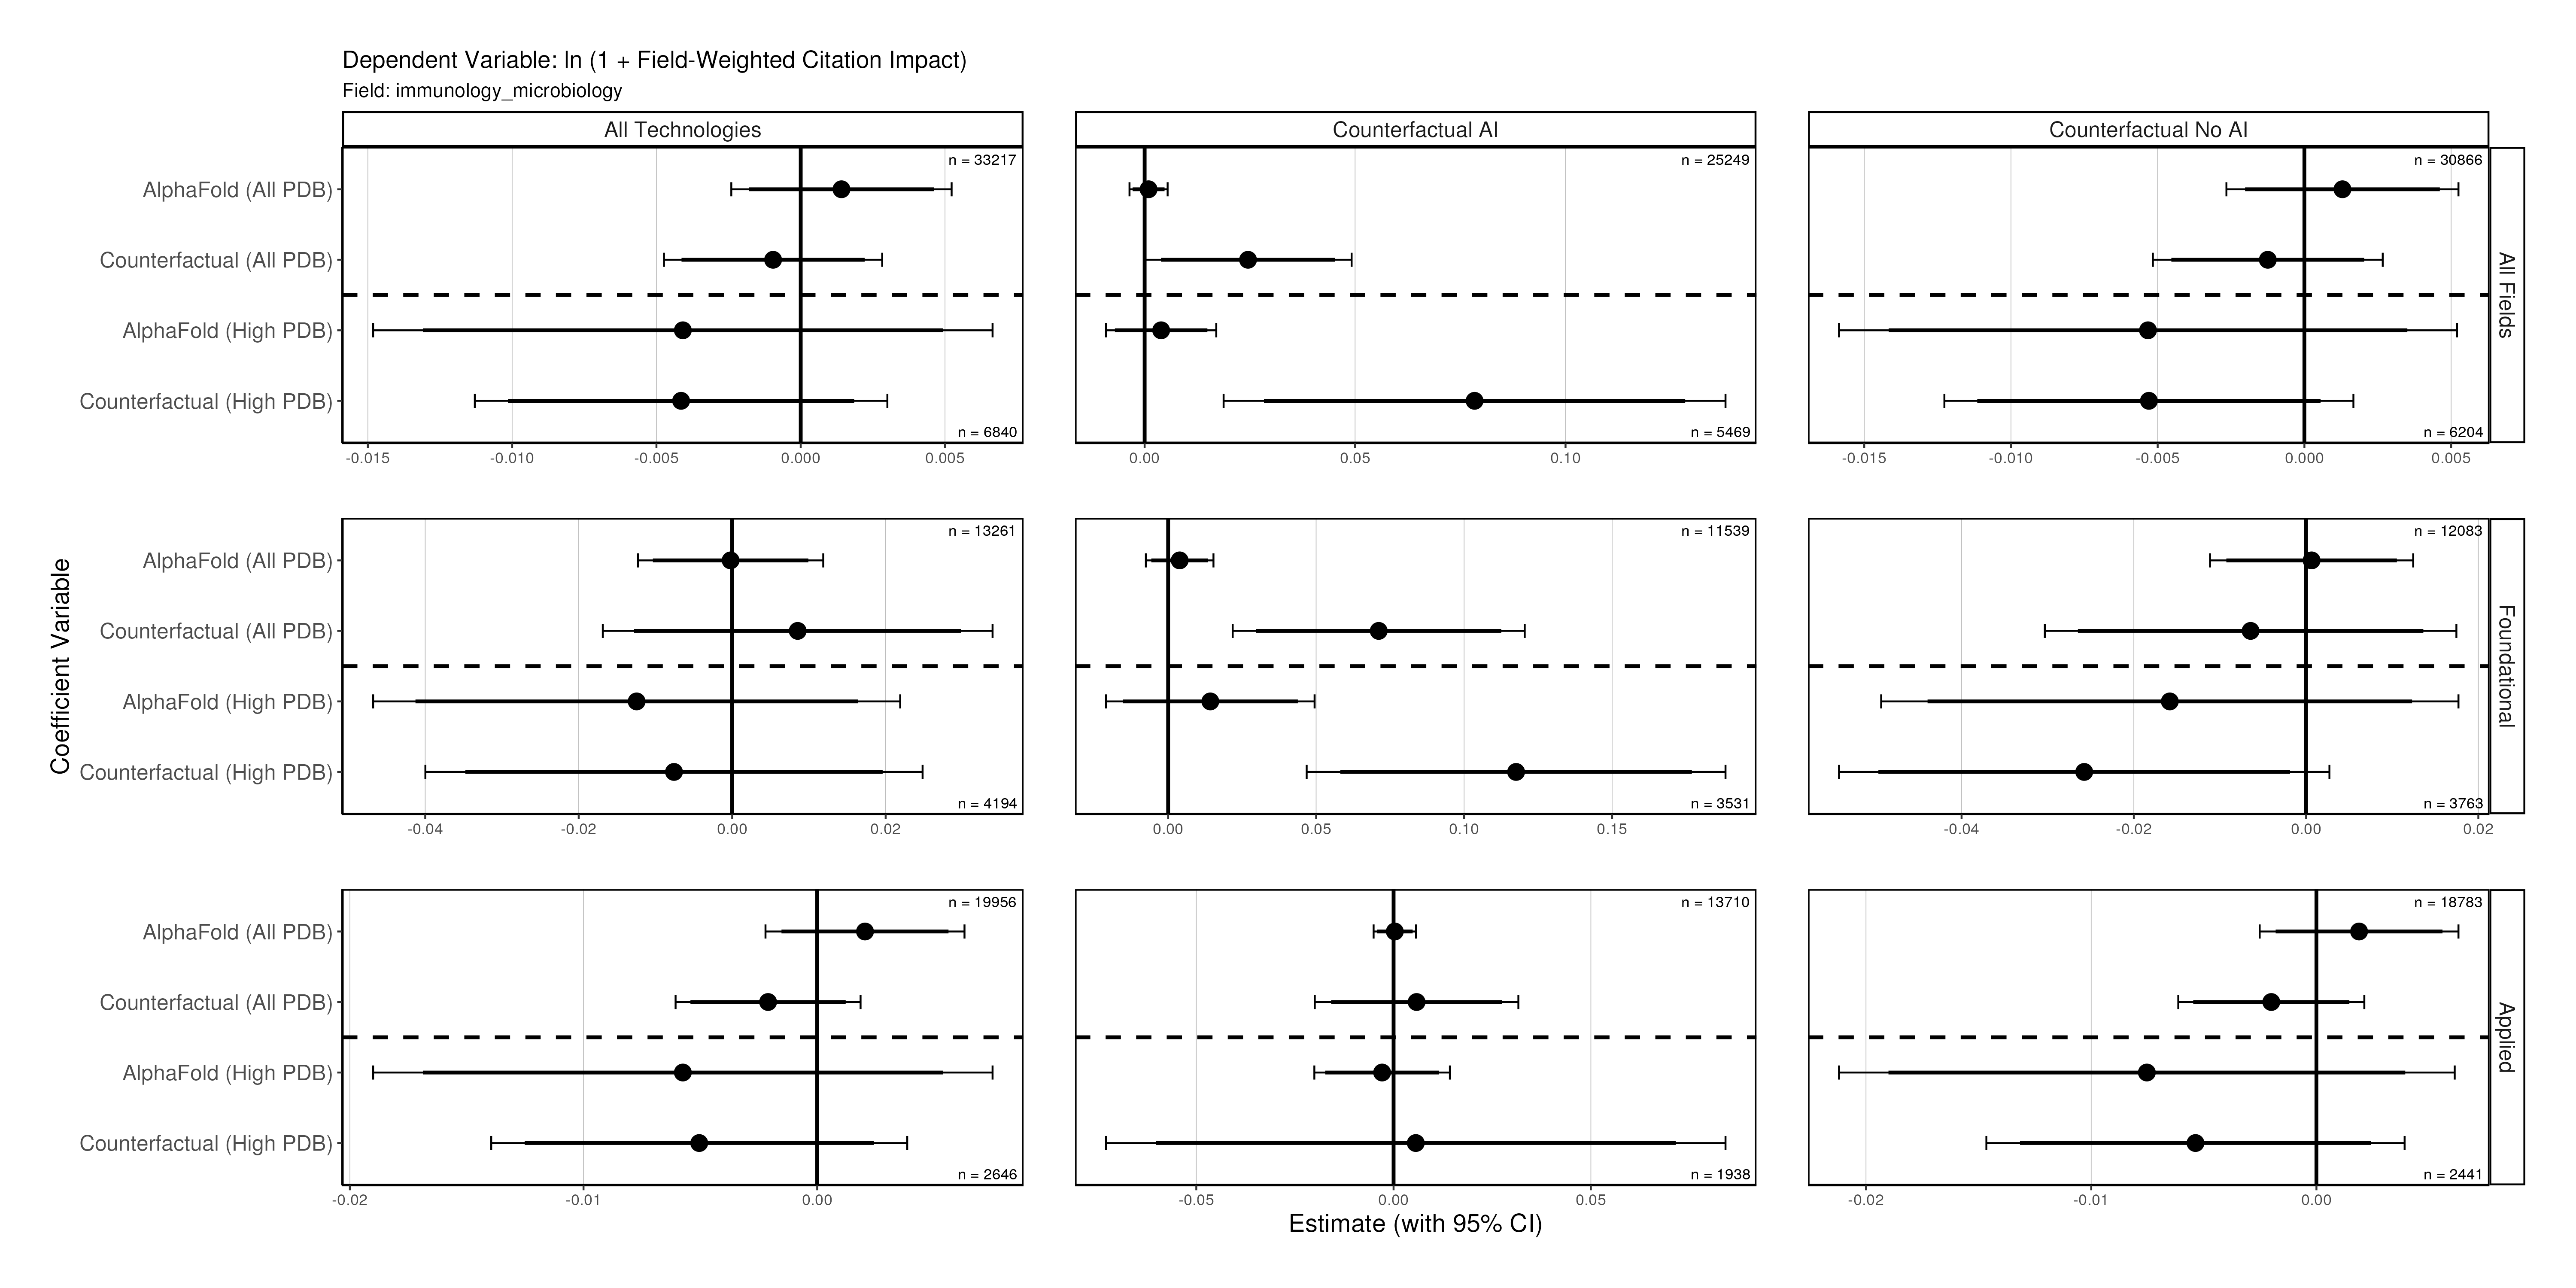 Dependent Variable: ln (1 + Field-Weighted Citation Impact)
Field: immunology_microbiology
All Technologies
Counterfactual AI
Counterfactual No AI
AlphaFold (All PDB)
Counterfactual (All PDB)
AlphaFold (High PDB)
Counterfactual (High PDB)
n = 33217
n = 6840
-0.015 -0.010 -0.005 0.000 0.005
n = 25249
n = 5469
0.00 0.05 0.10
n = 30866
n = 6204
-0.015 -0.010 -0.005 0.000 0.005
All Fields
Coefficient Variable
AlphaFold (All PDB)
Counterfactual (All PDB)
AlphaFold (High PDB)
Counterfactual (High PDB)
n = 13261
n = 4194
-0.04 -0.02 0.00 0.02
n = 11539
n = 3531
0.00 0.05 0.10 0.15
n = 12083
n = 3763
-0.04 -0.02 0.00 0.02
Foundational
AlphaFold (All PDB)
Counterfactual (All PDB)
AlphaFold (High PDB)
Counterfactual (High PDB)
n = 19956
n = 2646
-0.02 -0.01 0.00
n = 13710
n = 1938
-0.05 0.00 0.05
n = 18783
n = 2441
-0.02 -0.01 0.00
Applied
Estimate (with 95% CI)